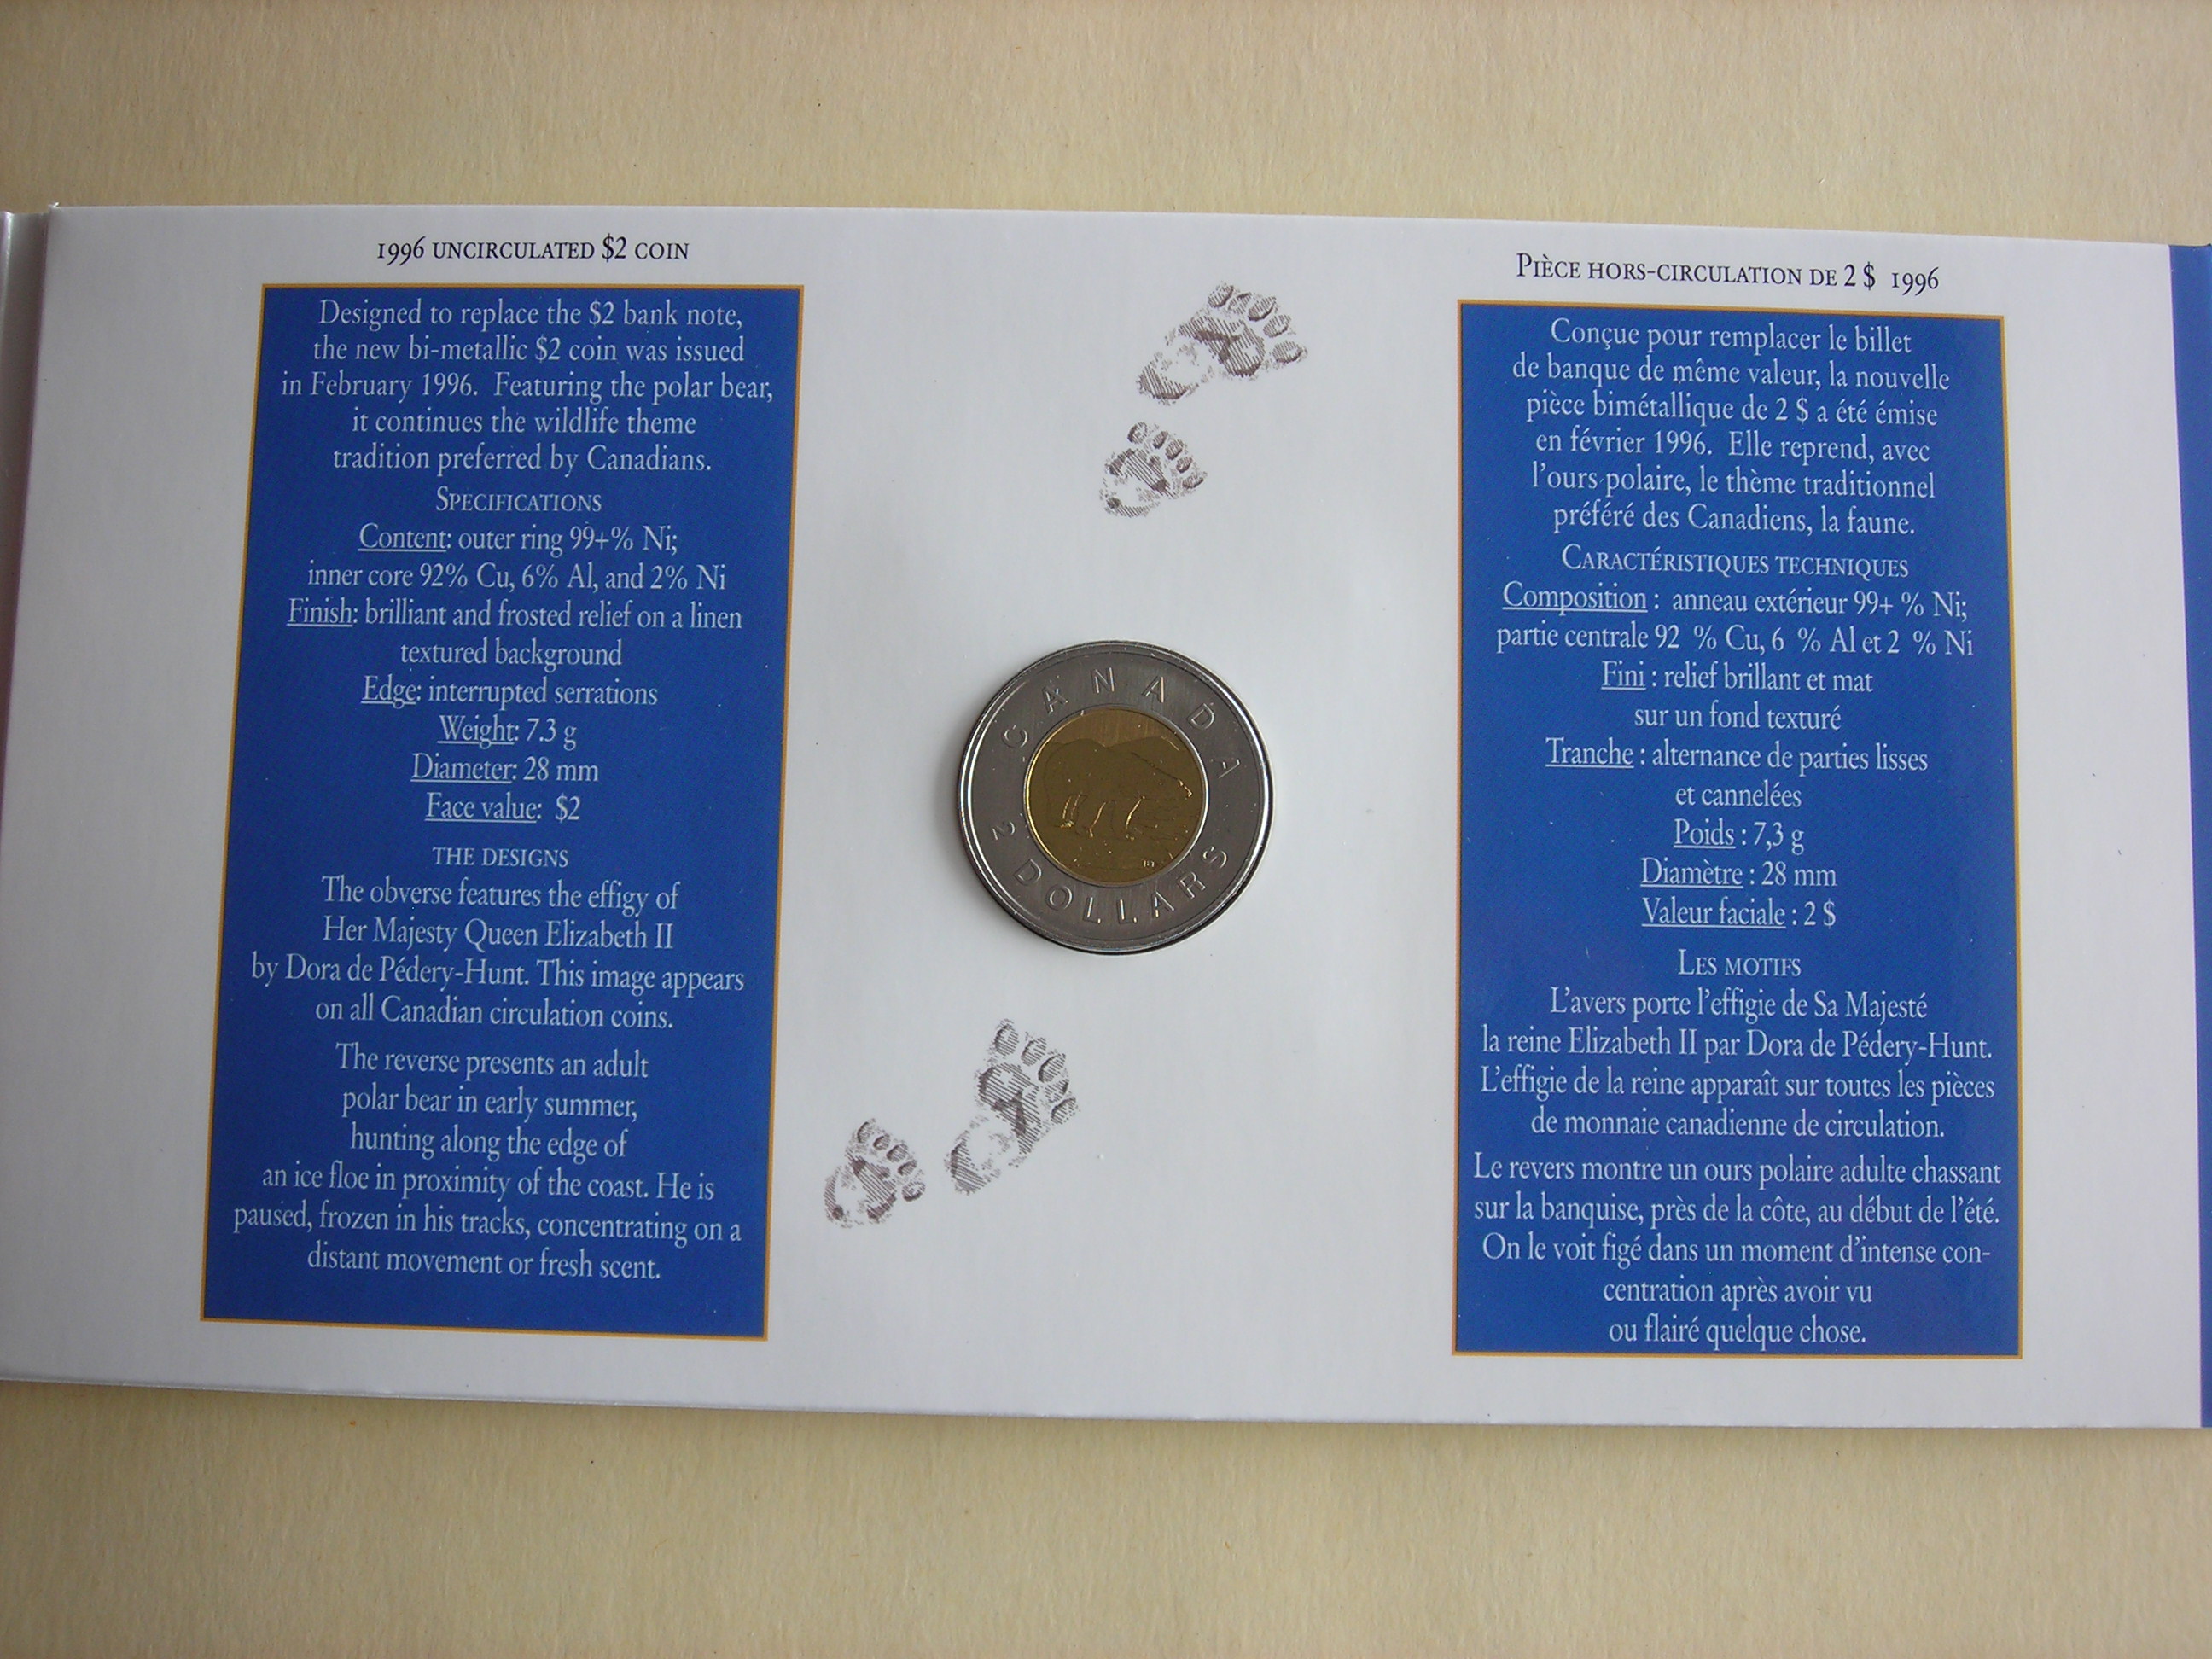 1996 UNCIRCULATED $2 COIN
Designed to replace the $2 bank note,
the new bi-metallic $2 coin was issued
in February 1996. Featuring the polar bear,
it continues the wildlife theme
tradition preferred by Canadians.
SPECIFICATIONS
Content: outer ring 99+% Ni;
inner core 92% Cu, 6% Al, and 2% Ni
Finish: brilliant and frosted relief on a linen
textured background
Edge: interrupted serrations
Weight: 7.3 g
Diameter: 28 mm
Face value: $2
THE DESIGNS
The obverse features the effigy of
Her Majesty Queen Elizabeth II
by Dora de Pédery-Hunt. This image appears
on all Canadian circulation coins.
The reverse presents an adult
polar bear in early summer,
hunting along the edge of
an ice floe in proximity of the coast. He is
paused, frozen in his tracks, concentrating on a
distant movement or fresh scent.
CANADA
2 DOLLARS
PIÈCE HORS-CIRCULATION DE 2 $ 1996
Conçue pour remplacer le billet
de banque de même valeur, la nouvelle
pièce bimétallique de 2 $ a été émise
en février 1996. Elle reprend, avec
l'ours polaire, le thème traditionnel
préféré des Canadiens, la faune.
CARACTÉRISTIQUES TECHNIQUES
Composition : anneau extérieur 99+ % Ni;
partie centrale 92 % Cu, 6 % Al et 2 % Ni
Fini : relief brillant et mat
sur un fond texturé
Tranche : alternance de parties lisses
et cannelées
Poids : 7,3 g
Diamètre : 28 mm
Valeur faciale : 2 $
LES MOTIFS
L'avers porte l'effigie de Sa Majesté
la reine Elizabeth II par Dora de Pédery-Hunt.
L'effigie de la reine apparaît sur toutes les pièces
de monnaie canadienne de circulation.
Le revers montre un ours polaire adulte chassant
sur la banquise, près de la côte, au début de l'été.
On le voit figé dans un moment d'intense con-
centration après avoir vu
ou flairé quelque chose.